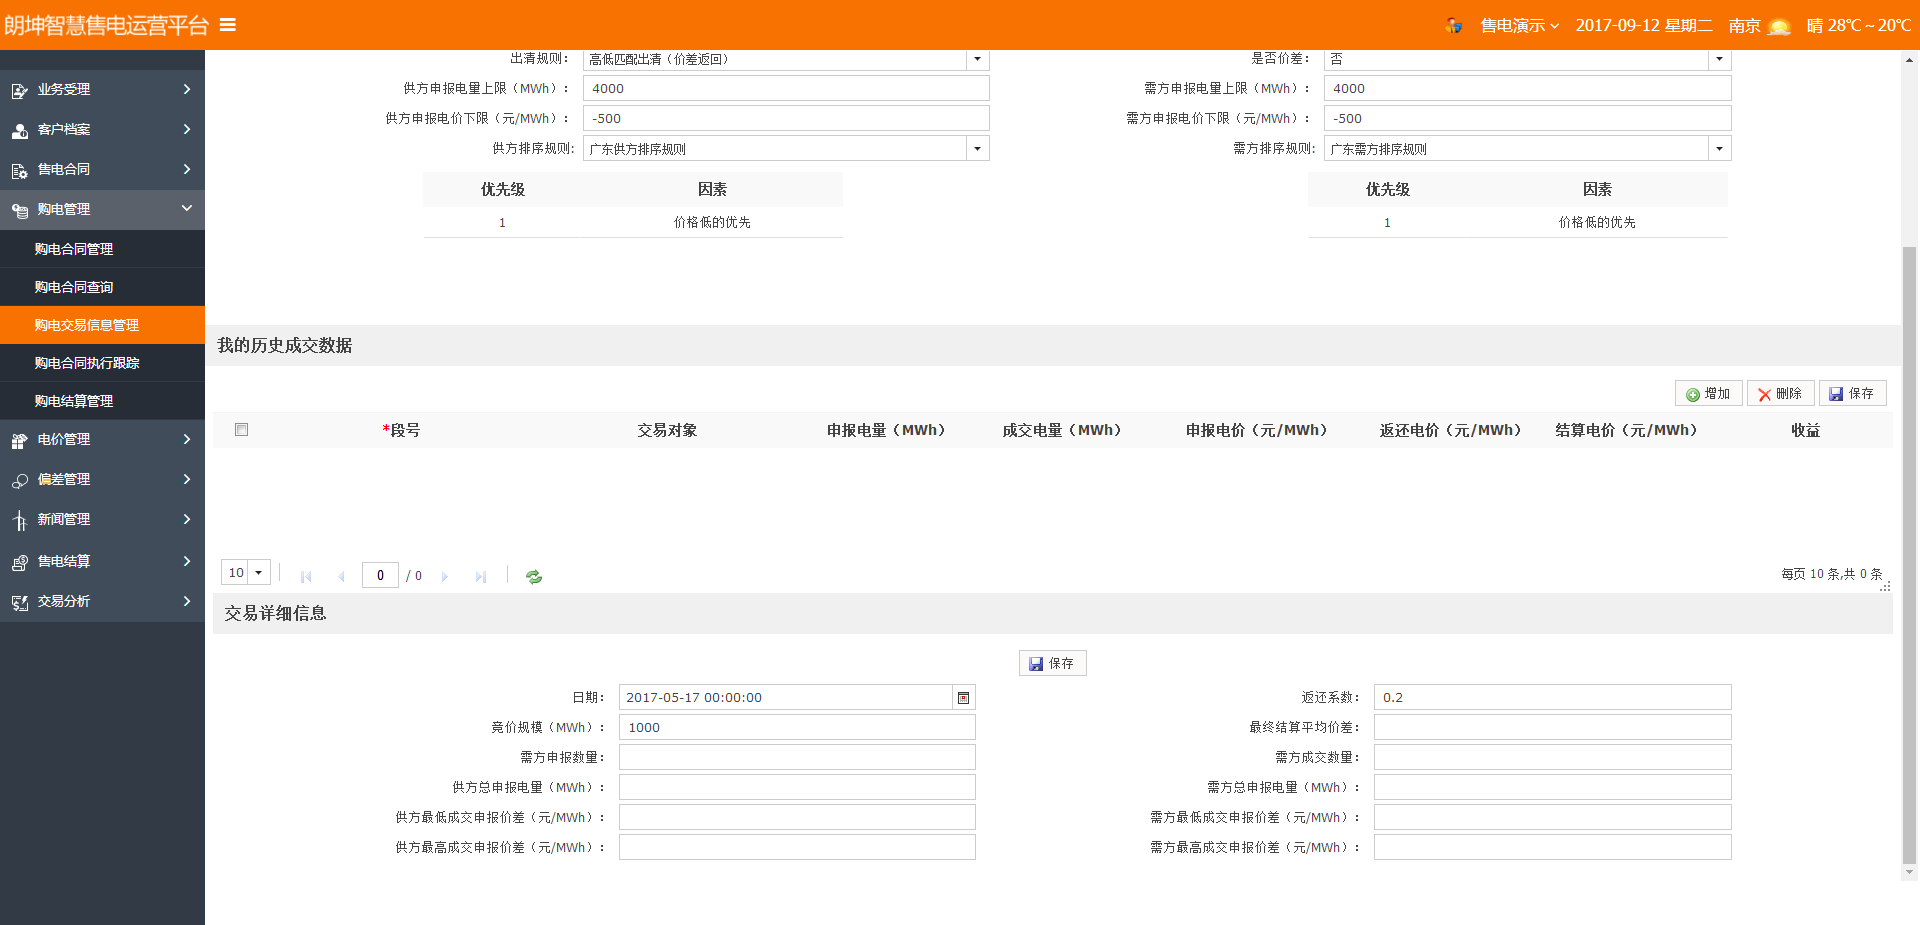 朗坤智慧售电运营平台
售电演示 2017-09-12 星期二 南京 晴 28℃ ~ 20℃
业务受理
客户档案
售电合同
购电管理
购电合同管理
购电合同查询
购电交易信息管理
购电合同执行跟踪
购电结算管理
电价管理
偏差管理
新闻管理
售电结算
交易分析
出清规则: 高低匹配出清（价差返回） 是否价差: 否
供方申报电量上限（MWh）: 4000 需方申报电量上限（MWh）: 4000
供方申报电价下限（元/MWh）: -500 需方申报电价下限（元/MWh）: -500
供方排序规则: 广东供方排序规则 需方排序规则: 广东需方排序规则
优先级 因素 优先级 因素
1 价格低的优先 1 价格低的优先
我的历史成交数据
增加 删除 保存
*段号 交易对象 申报电量（MWh） 成交电量（MWh） 申报电价（元/MWh） 返还电价（元/MWh） 结算电价（元/MWh） 收益
10 0 / 0 每页 10 条,共 0 条
交易详细信息
保存
日期: 2017-05-17 00:00:00 返还系数: 0.2
竞价规模（MWh）: 1000 最终结算平均价差:
需方申报数量: 需方成交数量:
供方总申报电量（MWh）: 需方总申报电量（MWh）:
供方最低成交申报价差（元/MWh）: 需方最低成交申报价差（元/MWh）:
供方最高成交申报价差（元/MWh）: 需方最高成交申报价差（元/MWh）: